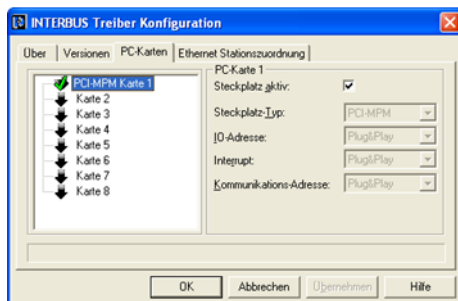 INTERBUS Treiber Konfiguration
Über Versionen PC-Karten Ethernet Stationszuordnung
PCI-MPM Karte 1
Karte 2
Karte 3
Karte 4
Karte 5
Karte 6
Karte 7
Karte 8
PC-Karte 1
Steckplatz aktiv:
Steckplatz-Typ: PCI-MPM
IO-Adresse: Plug&Play
Interrupt: Plug&Play
Kommunikations-Adresse: Plug&Play
OK Abbrechen Übernehmen Hilfe